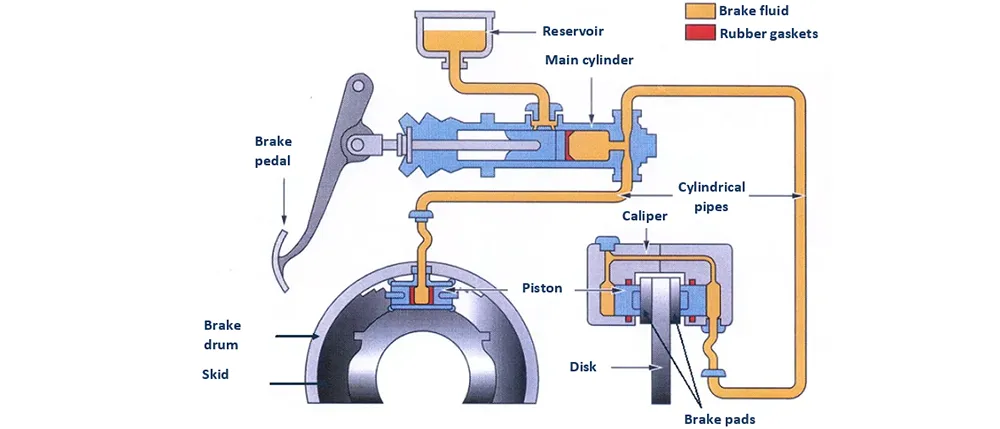 Brake fluid
Rubber gaskets
Reservoir
Main cylinder
Brake
pedal
Cylindrical
pipes
Caliper
Piston
Brake
drum
Skid
Disk
Brake pads